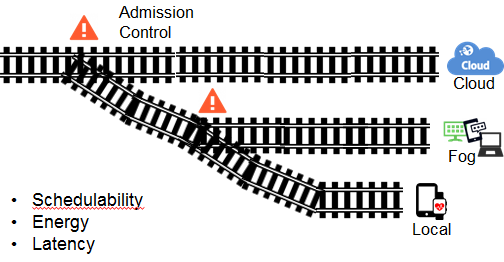 Admission
Control
Cloud
Cloud
Fog
Local
• Schedulability
• Energy
• Latency